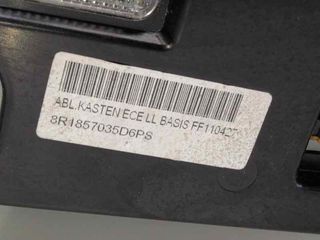 ABL.KASTEN ECE LL BASIS FF110427
8R1857035D6PS